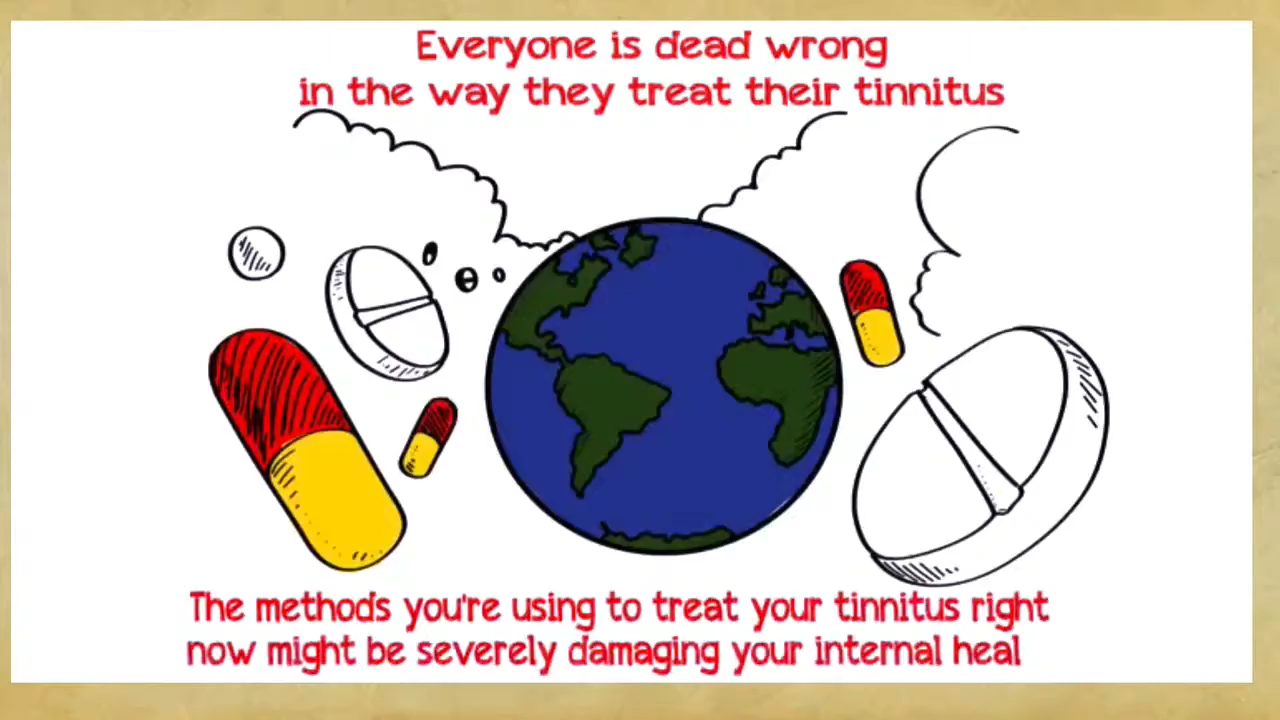 Everyone is dead wrong
in the way they treat their tinnitus
The methods you're using to treat your tinnitus right
now might be severely damaging your internal heal